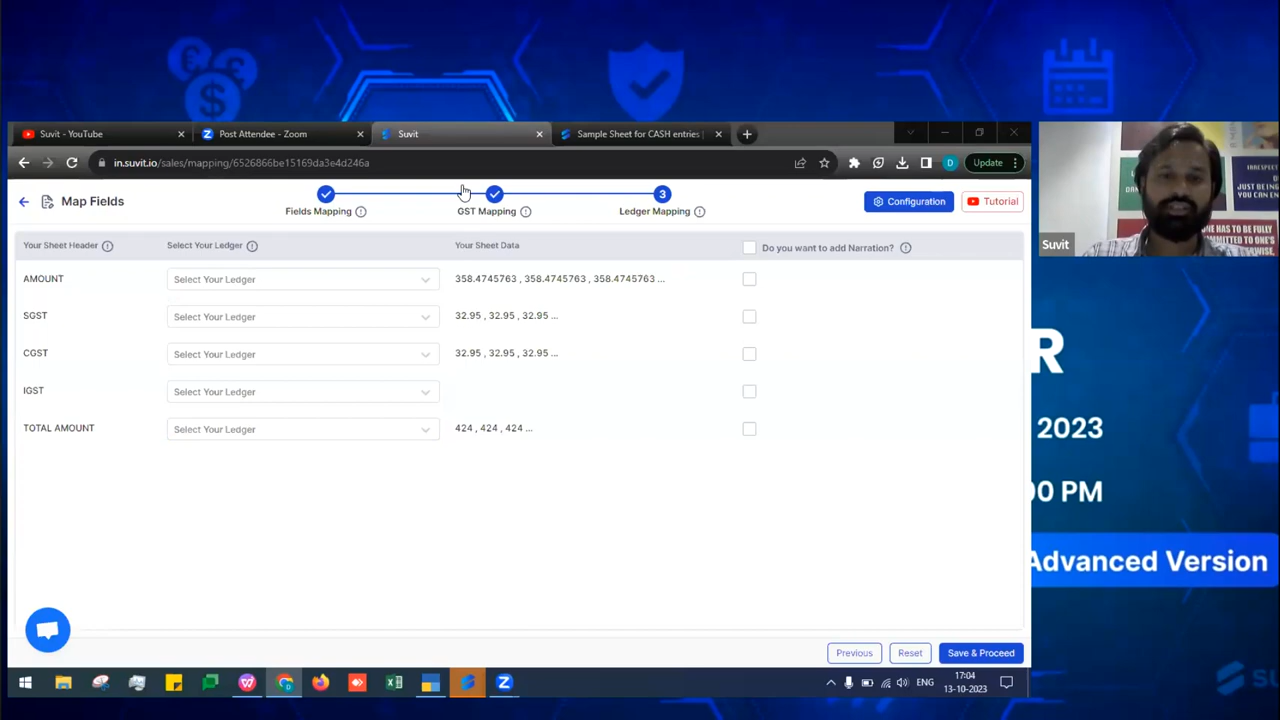 Suvit - YouTube
Post Attendee - Zoom
Suvit
Sample Sheet for CASH entries
in.suvit.io/sales/mapping/6526866be15169da3e4d246a
D
Update
Map Fields
3
Fields Mapping
GST Mapping
Ledger Mapping
Configuration
Tutorial
Your Sheet Header
Select Your Ledger
Your Sheet Data
Do you want to add Narration?
AMOUNT
Select Your Ledger
358.4745763 , 358.4745763 , 358.4745763 ...
SGST
Select Your Ledger
32.95 , 32.95 , 32.95 ...
CGST
Select Your Ledger
32.95 , 32.95 , 32.95 ...
IGST
Select Your Ledger
TOTAL AMOUNT
Select Your Ledger
424 , 424 , 424 ...
Previous
Reset
Save & Proceed
ENG
17:04
13-10-2023
Suvit
R
2023
00 PM
Advanced Version